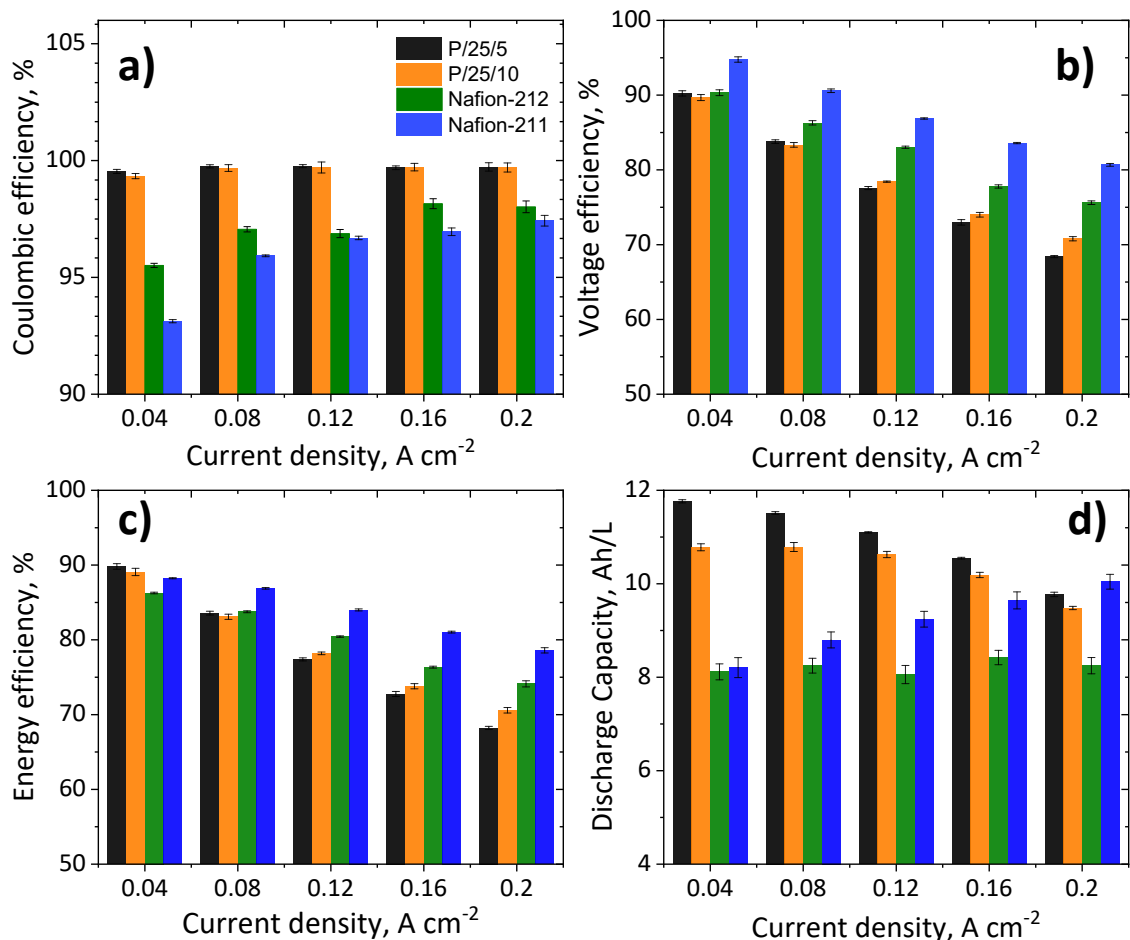 a)
Coulombic efficiency, %
105
100
95
90
P/25/5
P/25/10
Nafion-212
Nafion-211
0.04 0.08 0.12 0.16 0.2
Current density, A cm⁻²
b)
Voltage efficiency, %
100
90
80
70
60
50
0.04 0.08 0.12 0.16 0.2
Current density, A cm⁻²
c)
Energy efficiency, %
100
90
80
70
60
50
0.04 0.08 0.12 0.16 0.2
Current density, A cm⁻²
d)
Discharge Capacity, Ah/L
12
10
8
6
4
0.04 0.08 0.12 0.16 0.2
Current density, A cm⁻²